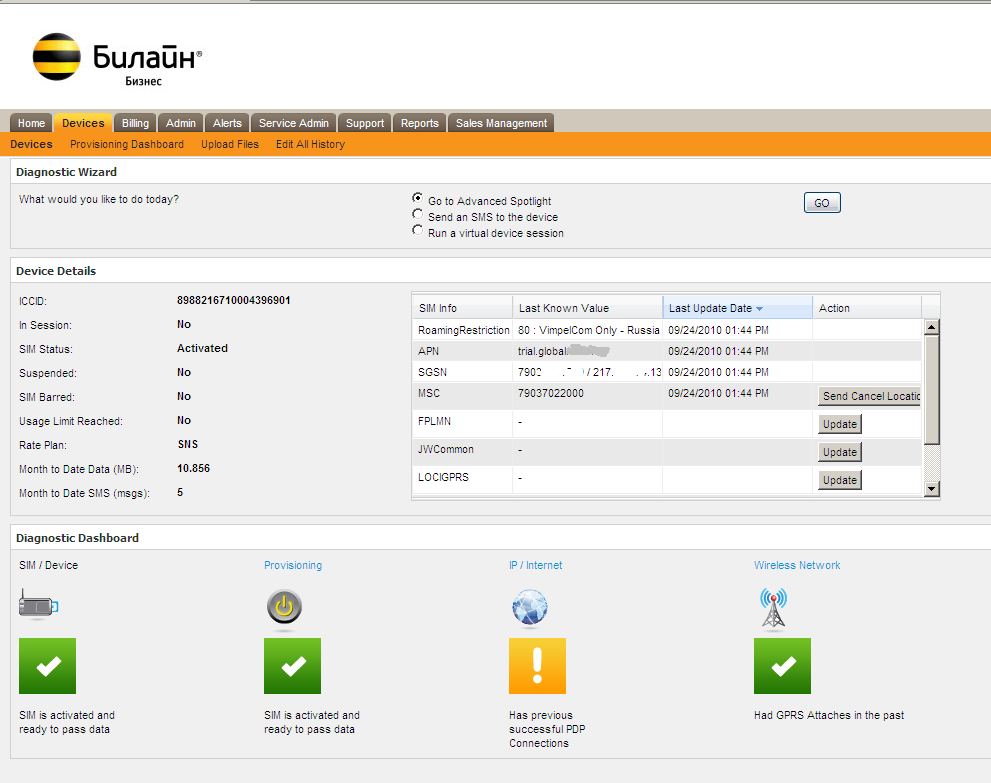 Билайн®
Бизнес
Home Devices Billing Admin Alerts Service Admin Support Reports Sales Management
Devices Provisioning Dashboard Upload Files Edit All History
Diagnostic Wizard
What would you like to do today?
Go to Advanced Spotlight
GO
Send an SMS to the device
Run a virtual device session
Device Details
ICCID: 8988216710004396901
In Session: No
SIM Status: Activated
Suspended: No
SIM Barred: No
Usage Limit Reached: No
Rate Plan: SNS
Month to Date Data (MB): 10.856
Month to Date SMS (msgs): 5
SIM Info Last Known Value Last Update Date Action
RoamingRestriction 80 : VimpelCom Only - Russia 09/24/2010 01:44 PM
APN trial.global 09/24/2010 01:44 PM
SGSN 7902 / 217. .13 09/24/2010 01:44 PM
MSC 79037022000 09/24/2010 01:44 PM Send Cancel Locatio
FPLMN - Update
JWCommon - Update
LOCIGPRS - Update
Diagnostic Dashboard
SIM / Device Provisioning IP / Internet Wireless Network
SIM is activated and
ready to pass data
SIM is activated and
ready to pass data
Has previous
successful PDP
Connections
Had GPRS Attaches in the past